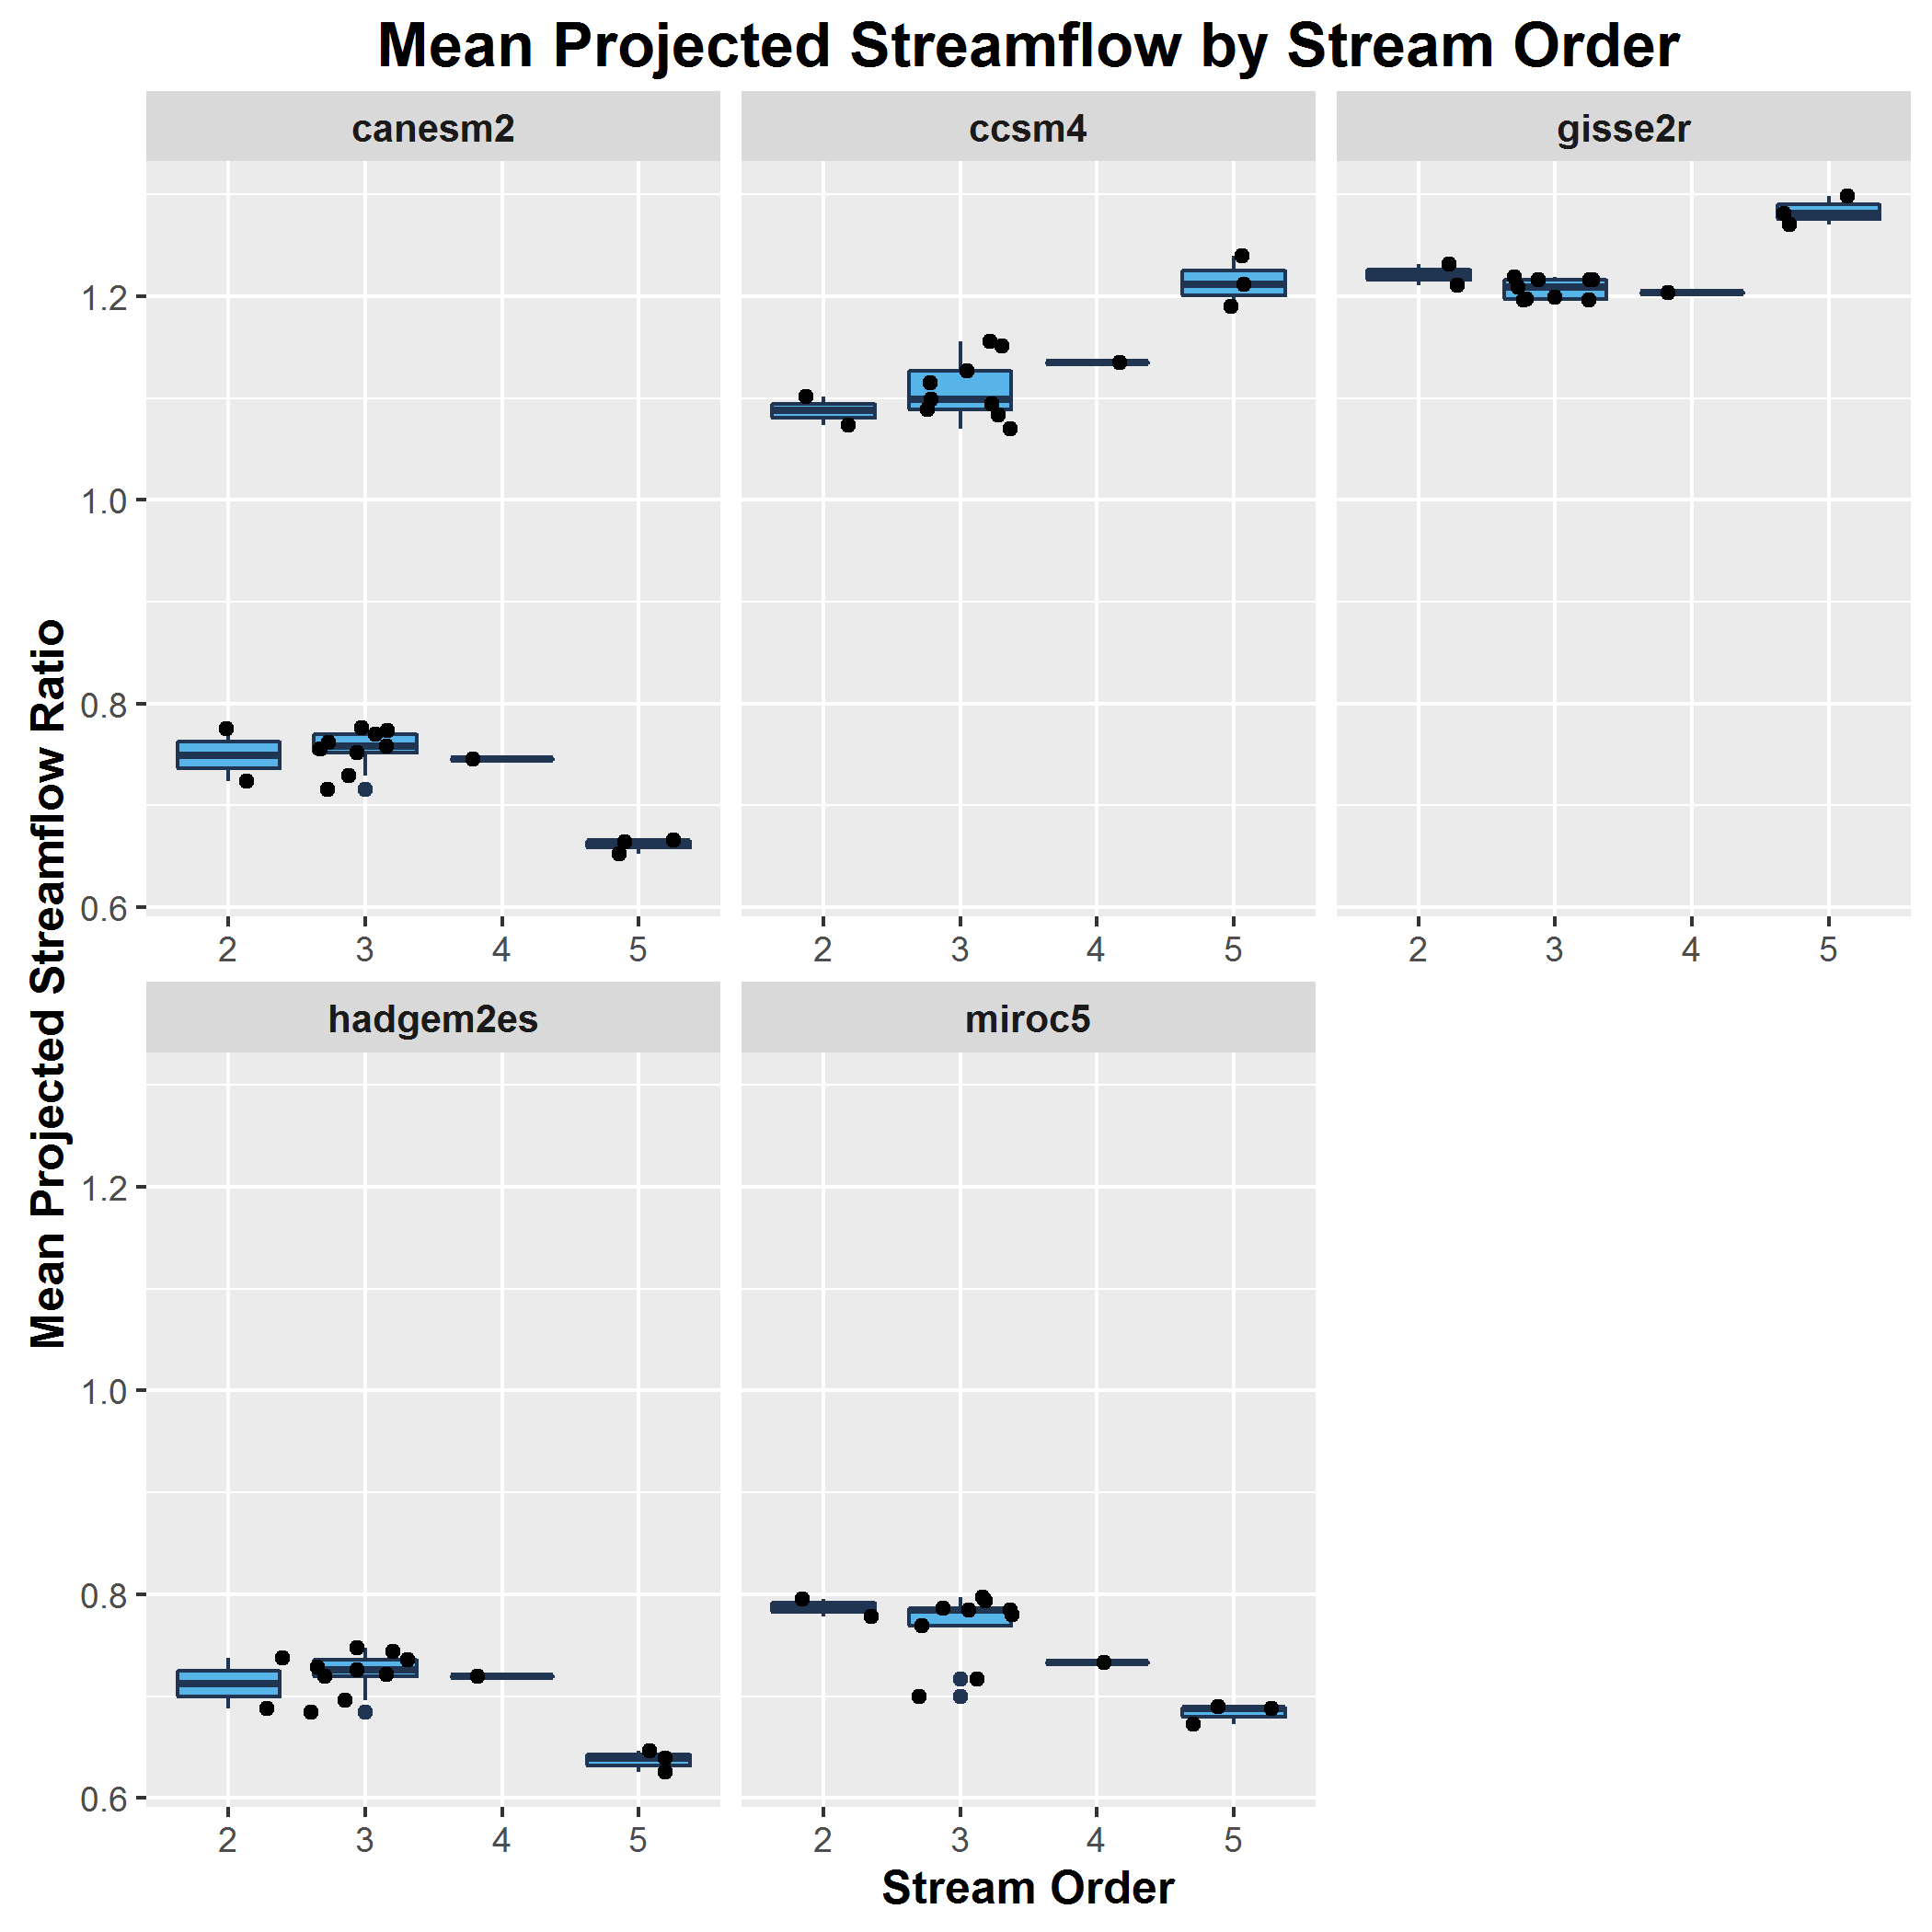 Mean Projected Streamflow by Stream Order
canesm2 ccsm4 gisse2r
Mean Projected Streamflow Ratio
1.2
1.0
0.8
0.6
2 3 4 5 2 3 4 5 2 3 4 5
hadgem2es miroc5
1.2
1.0
0.8
0.6
2 3 4 5 2 3 4 5
Stream Order